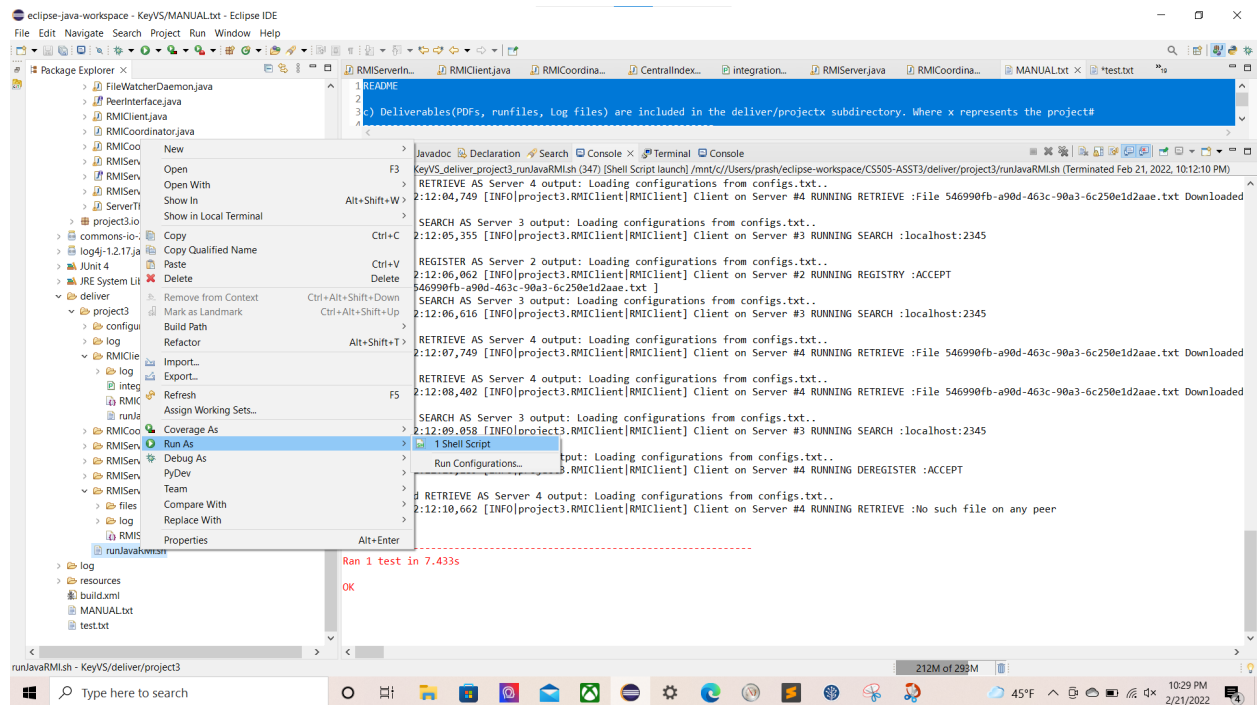 eclipse-java-workspace - KeyVS/MANUAL.txt - Eclipse IDE
File Edit Navigate Search Project Run Window Help
Package Explorer
RMIServerIn...
RMIClient.java
RMICoordina...
CentralIndex...
integration...
RMIServer.java
RMICoordina...
MANUAL.txt
*test.txt
19
FileWatcherDaemon.java
PeerInterface.java
RMIClient.java
RMICoordinator.java
RMICoo
RMIServ
RMIServ
RMIServ
ServerTh
project3.io
commons-io-
log4j-1.2.17.ja
JUnit 4
JRE System Lib
deliver
project3
configu
log
RMIClie
log
integ
RMIC
runJa
RMICoo
RMIServ
RMIServ
RMIServ
RMIServ
files
log
RMIS
runJavaRMI.sh
log
resources
build.xml
MANUAL.txt
test.txt
New
Open F3
Open With
Show In Alt+Shift+W
Show in Local Terminal
Copy Ctrl+C
Copy Qualified Name
Paste Ctrl+V
Delete Delete
Remove from Context Ctrl+Alt+Shift+Down
Mark as Landmark Ctrl+Alt+Shift+Up
Build Path
Refactor Alt+Shift+T
Import...
Export...
Refresh F5
Assign Working Sets...
Coverage As
Run As
Debug As
PyDev
Team
Compare With
Replace With
Properties Alt+Enter
1 Shell Script
Run Configurations...
1 README
2
3 c) Deliverables(PDFs, runfiles, Log files) are included in the deliver/projectx subdirectory. Where x represents the project#
4
Javadoc Declaration Search Console Terminal Console
KeyVS_deliver_project3_runJavaRMI.sh (347) [Shell Script launch] /mnt/c//Users/prash/eclipse-workspace/CS505-ASST3/deliver/project3/runJavaRMI.sh (Terminated Feb 21, 2022, 10:12:10 PM)
RETRIEVE AS Server 4 output: Loading configurations from configs.txt..
2:12:04,749 [INFO|project3.RMIClient|RMIClient] Client on Server #4 RUNNING RETRIEVE :File 546990fb-a90d-463c-90a3-6c250e1d2aae.txt Downloaded
SEARCH AS Server 3 output: Loading configurations from configs.txt..
2:12:05,355 [INFO|project3.RMIClient|RMIClient] Client on Server #3 RUNNING SEARCH :localhost:2345
REGISTER AS Server 2 output: Loading configurations from configs.txt..
2:12:06,062 [INFO|project3.RMIClient|RMIClient] Client on Server #2 RUNNING REGISTRY :ACCEPT
546990fb-a90d-463c-90a3-6c250e1d2aae.txt ]
SEARCH AS Server 3 output: Loading configurations from configs.txt..
2:12:06,616 [INFO|project3.RMIClient|RMIClient] Client on Server #3 RUNNING SEARCH :localhost:2345
RETRIEVE AS Server 4 output: Loading configurations from configs.txt..
2:12:07,749 [INFO|project3.RMIClient|RMIClient] Client on Server #4 RUNNING RETRIEVE :File 546990fb-a90d-463c-90a3-6c250e1d2aae.txt Downloaded
RETRIEVE AS Server 4 output: Loading configurations from configs.txt..
2:12:08,402 [INFO|project3.RMIClient|RMIClient] Client on Server #4 RUNNING RETRIEVE :File 546990fb-a90d-463c-90a3-6c250e1d2aae.txt Downloaded
SEARCH AS Server 3 output: Loading configurations from configs.txt..
2:12:09,058 [INFO|project3.RMIClient|RMIClient] Client on Server #3 RUNNING SEARCH :localhost:2345
tput: Loading configurations from configs.txt..
[INFO|project3.RMIClient|RMIClient] Client on Server #4 RUNNING DEREGISTER :ACCEPT
d RETRIEVE AS Server 4 output: Loading configurations from configs.txt..
2:12:10,662 [INFO|project3.RMIClient|RMIClient] Client on Server #4 RUNNING RETRIEVE :No such file on any peer
----------------------------------------------------------------------
Ran 1 test in 7.433s
OK
runJavaRMI.sh - KeyVS/deliver/project3
212M of 293M
Type here to search
45°F
10:29 PM
2/21/2022
4